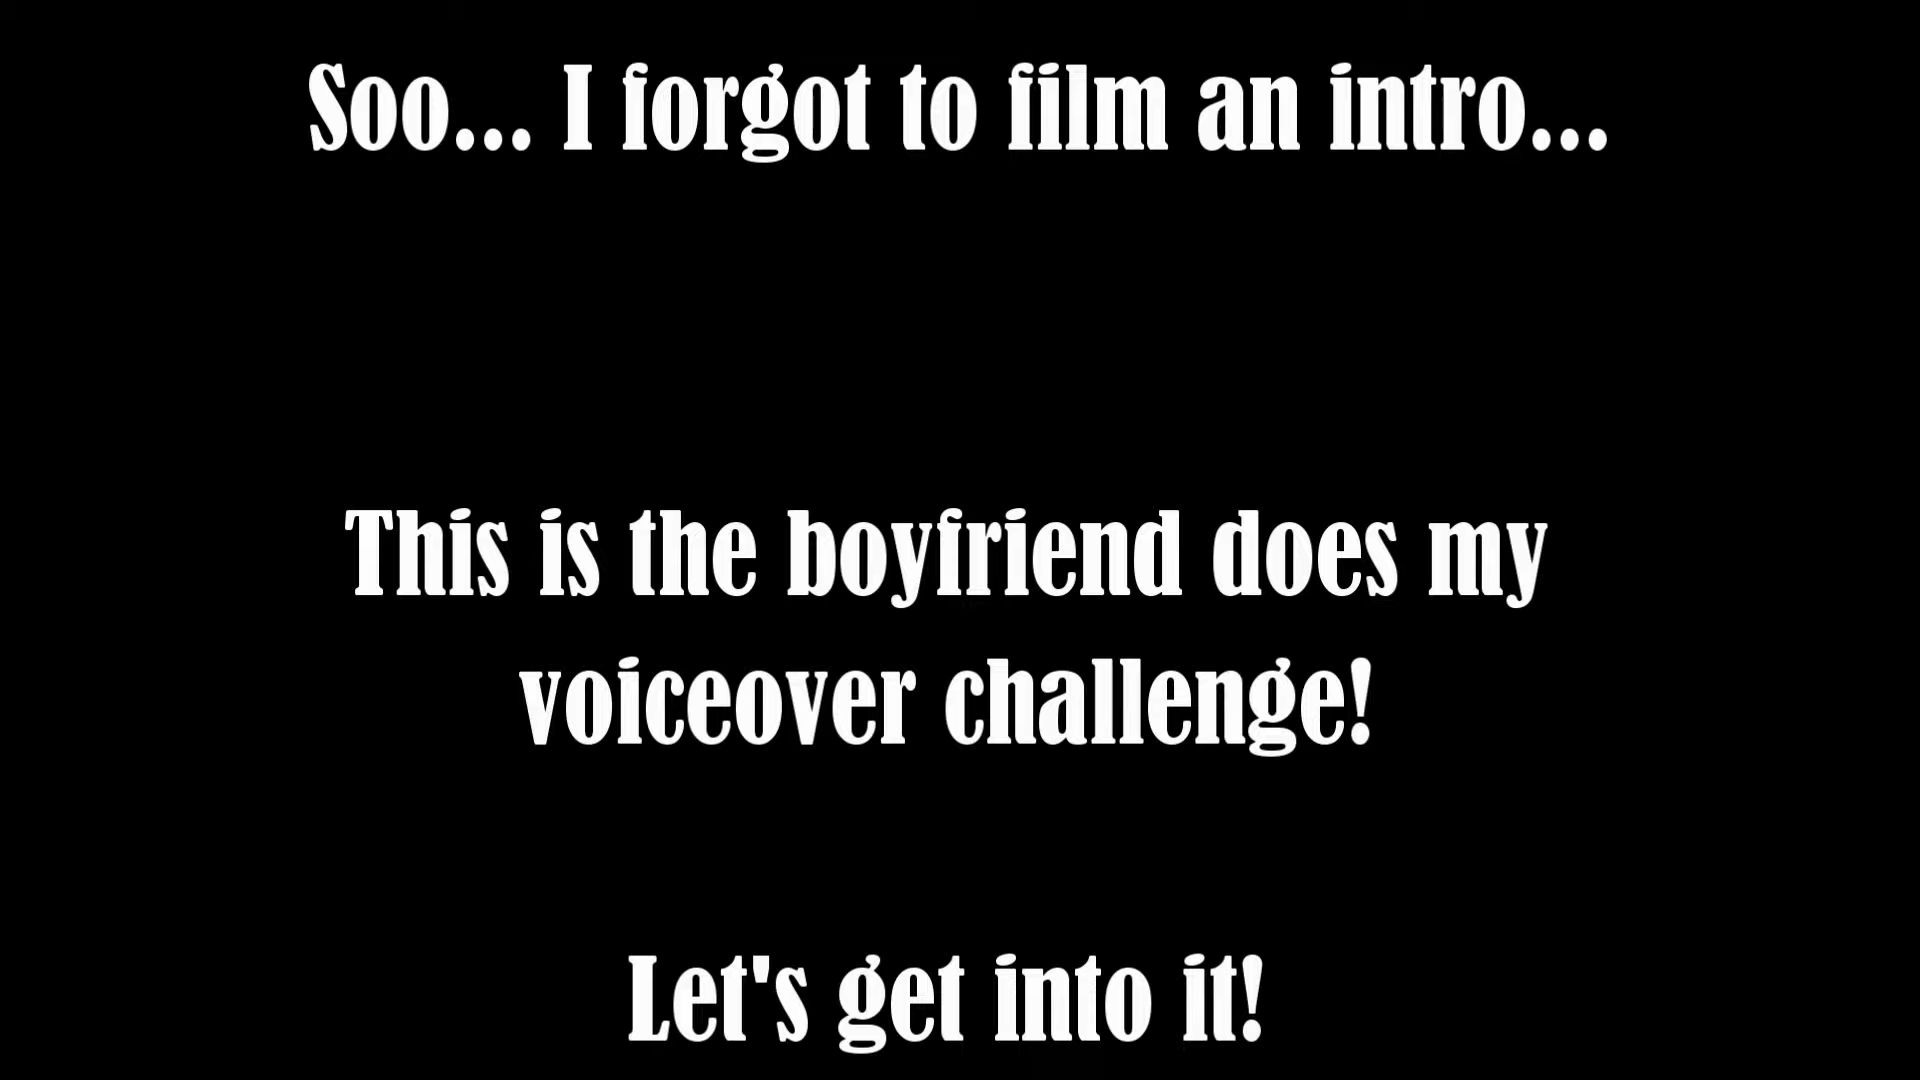 Soo... I forgot to film an intro...
This is the boyfriend does my
voiceover challenge!
Let's get into it!